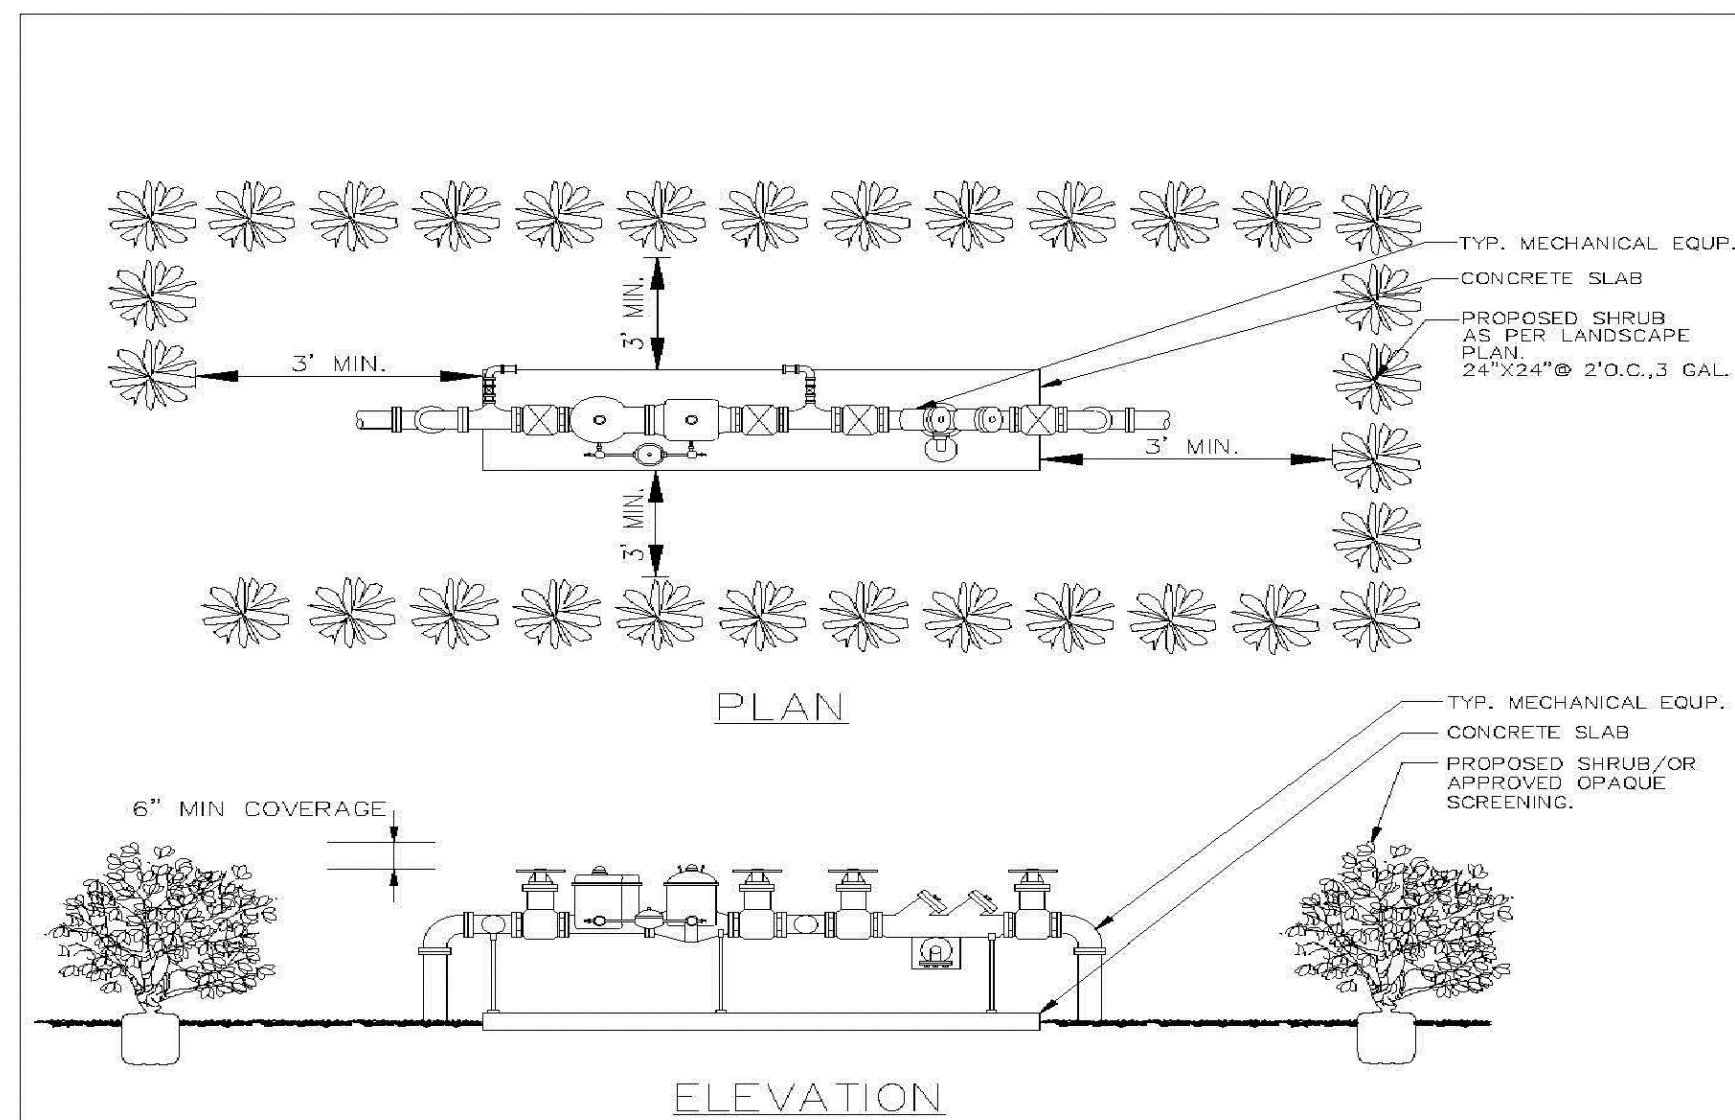 TYP. MECHANICAL EQUP.
CONCRETE SLAB
PROPOSED SHRUB
AS PER LANDSCAPE
PLAN.
24"X24"@ 2'O.C.,3 GAL.
3' MIN.
3' MIN.
3' MIN.
3' MIN.
PLAN
TYP. MECHANICAL EQUP.
CONCRETE SLAB
PROPOSED SHRUB/OR
APPROVED OPAQUE
SCREENING.
6" MIN COVERAGE
ELEVATION